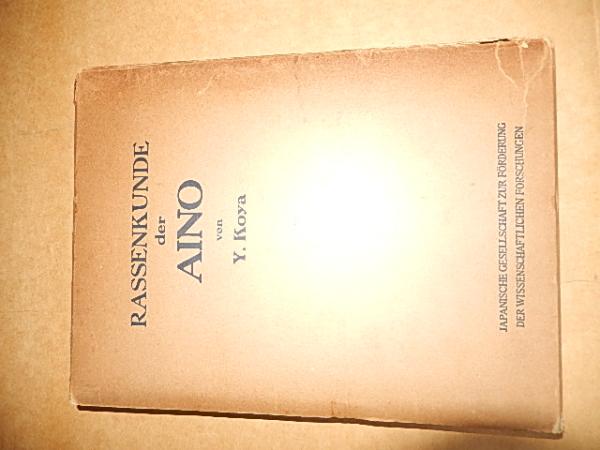 RASSENKUNDE
der
AINO
von
Y. Koya
JAPANISCHE GESELLSCHAFT ZUR FÖRDERUNG
DER WISSENSCHAFTLICHEN FORSCHUNGEN